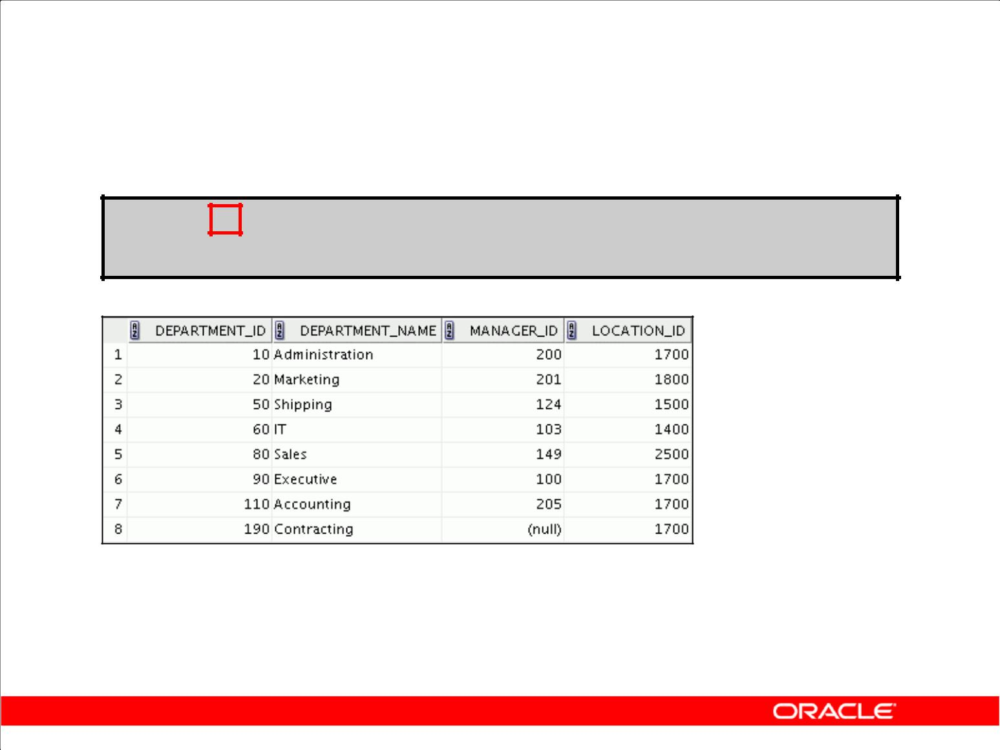 DEPARTMENT_ID DEPARTMENT_NAME MANAGER_ID LOCATION_ID
1 10 Administration 200 1700
2 20 Marketing 201 1800
3 50 Shipping 124 1500
4 60 IT 103 1400
5 80 Sales 149 2500
6 90 Executive 100 1700
7 110 Accounting 205 1700
8 190 Contracting (null) 1700
ORACLE